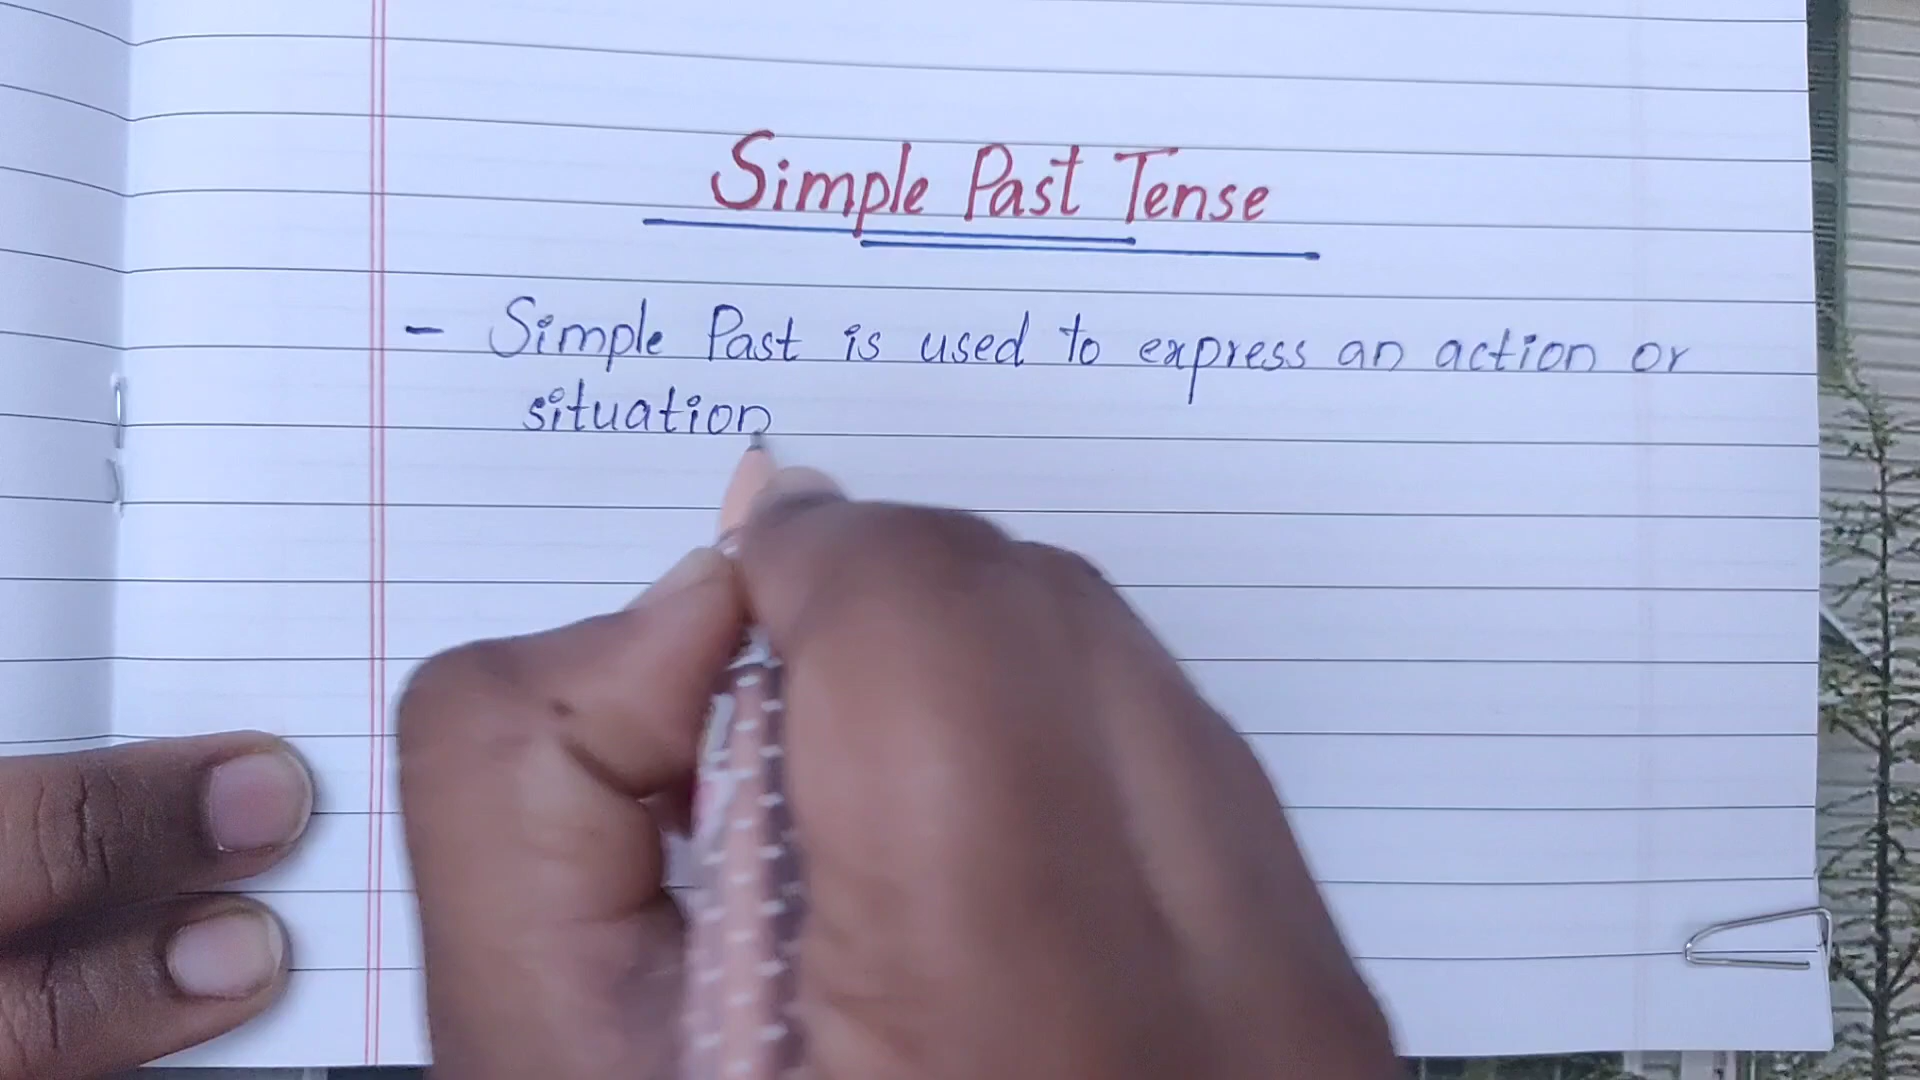 Simple Past Tense
- Simple Past is used to express an action or
situation